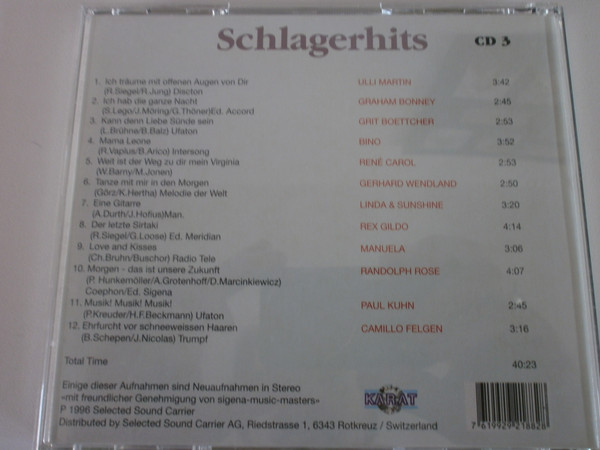 Schlagerhits CD 3
1. Ich träume mit offenen Augen von Dir ULLI MARTIN 3:42
(R.Siegel/R.Jung) Discton
2. Ich hab die ganze Nacht GRAHAM BONNEY 2:45
(S.Lego/J.Möring/G.Thöner)Ed. Accord
3. Kann denn Liebe Sünde sein GRIT BOETTCHER 2:53
(L.Brühne/B.Balz) Ufaton
4. Mama Leone BINO 3:52
(R.Vaplus/B.Arico) Intersong
5. Weit ist der Weg zu dir mein Virginia RENÉ CAROL 2:53
(W.Barny/M.Jonen)
6. Tanze mit mir in den Morgen GERHARD WENDLAND 2:50
(Görz/K.Hertha) Melodie der Welt
7. Eine Gitarre LINDA & SUNSHINE 3:20
(A.Durth/J.Hofius)Man.
8. Der letzte Sirtaki REX GILDO 4:14
(R.Siegel/G.Loose) Ed. Meridian
9. Love and Kisses MANUELA 3:06
(Ch.Bruhn/Buschor) Radio Tele
10. Morgen - das ist unsere Zukunft RANDOLPH ROSE 4:07
(P. Hunkemöller/A.Grotenhoff/D.Marcinkiewicz)
Coephon/Ed. Sigena
11. Musik! Musik! Musik! PAUL KUHN 2:45
(P.Kreuder/H.F.Beckmann) Ufaton
12. Ehrfurcht vor schneeweissen Haaren CAMILLO FELGEN 3:16
(B.Schepen/J.Nicolas) Trumpf
Total Time 40:23
Einige dieser Aufnahmen sind Neuaufnahmen in Stereo
«mit freundlicher Genehmigung von sigena-music-masters»
P 1996 Selected Sound Carrier
Distributed by Selected Sound Carrier AG, Riedstrasse 1, 6343 Rotkreuz / Switzerland
KARAT
7 619929 218828